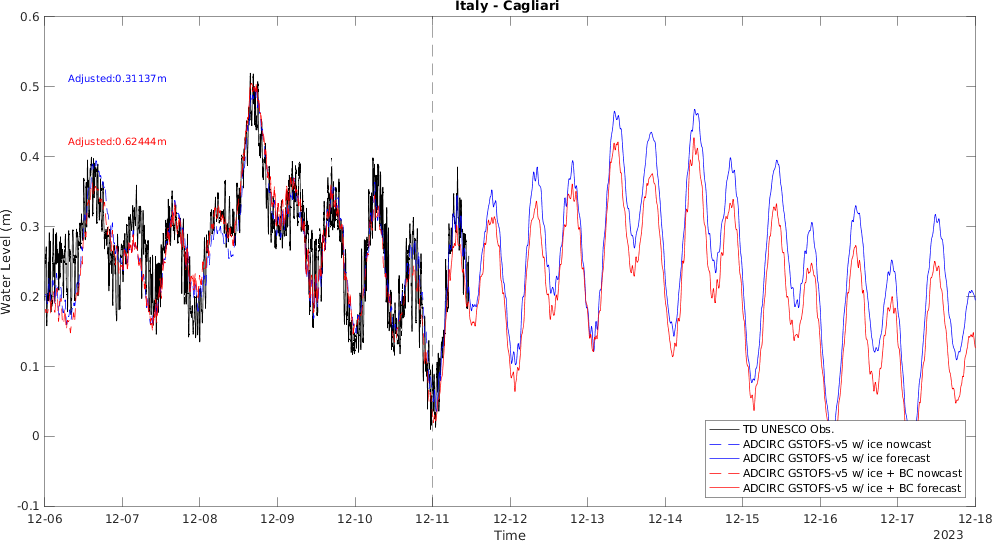 Italy - Cagliari
Adjusted:0.31137m
Adjusted:0.62444m
Water Level (m)
0.6
0.5
0.4
0.3
0.2
0.1
0
-0.1
TD UNESCO Obs.
ADCIRC GSTOFS-v5 w/ ice nowcast
ADCIRC GSTOFS-v5 w/ ice forecast
ADCIRC GSTOFS-v5 w/ ice + BC nowcast
ADCIRC GSTOFS-v5 w/ ice + BC forecast
12-06 12-07 12-08 12-09 12-10 12-11 12-12 12-13 12-14 12-15 12-16 12-17 12-18
Time
2023